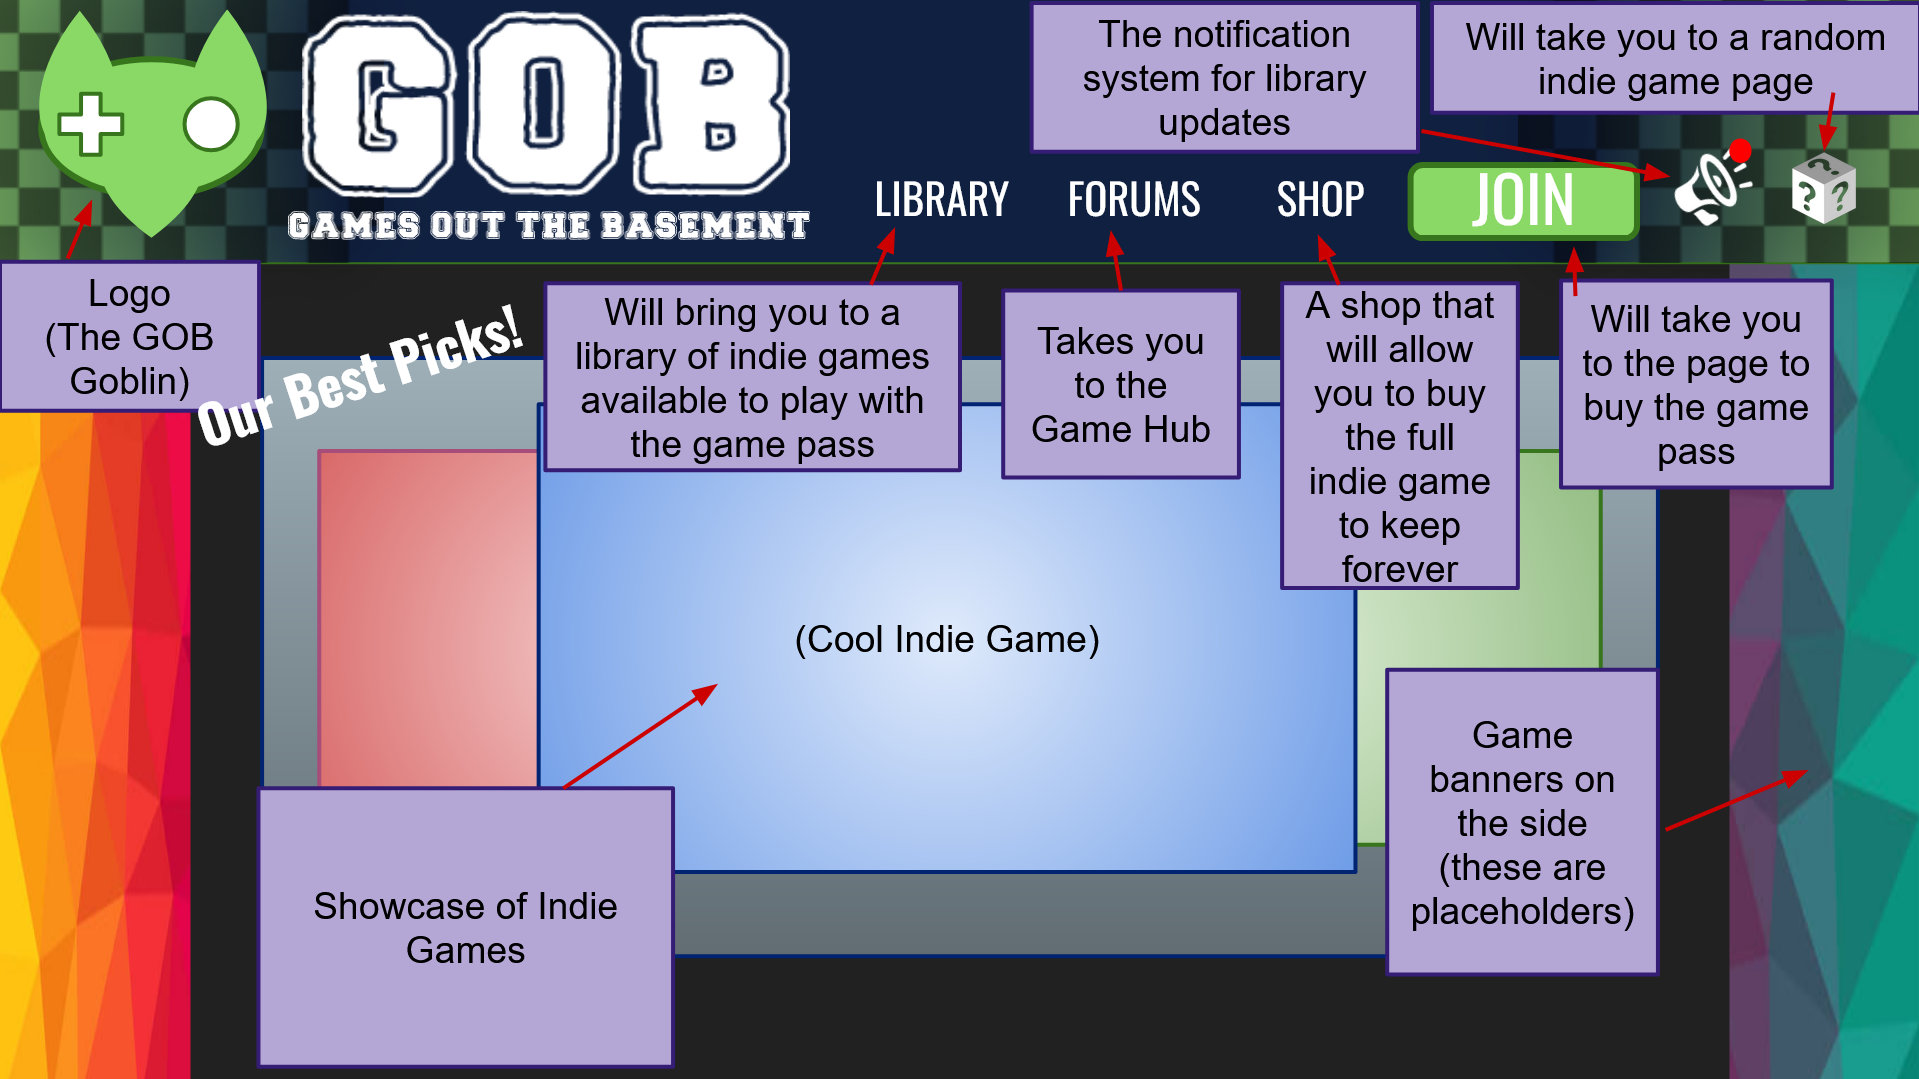 GOB
GAMES OUT THE BASEMENT
The notification
system for library
updates
Will take you to a random
indie game page
LIBRARY
FORUMS
SHOP
JOIN
? ? ?
Logo
(The GOB
Goblin)
Our Best Picks!
Will bring you to a
library of indie games
available to play with
the game pass
Takes you
to the
Game Hub
A shop that
will allow
you to buy
the full
indie game
to keep
forever
Will take you
to the page to
buy the game
pass
(Cool Indie Game)
Showcase of Indie
Games
Game
banners on
the side
(these are
placeholders)